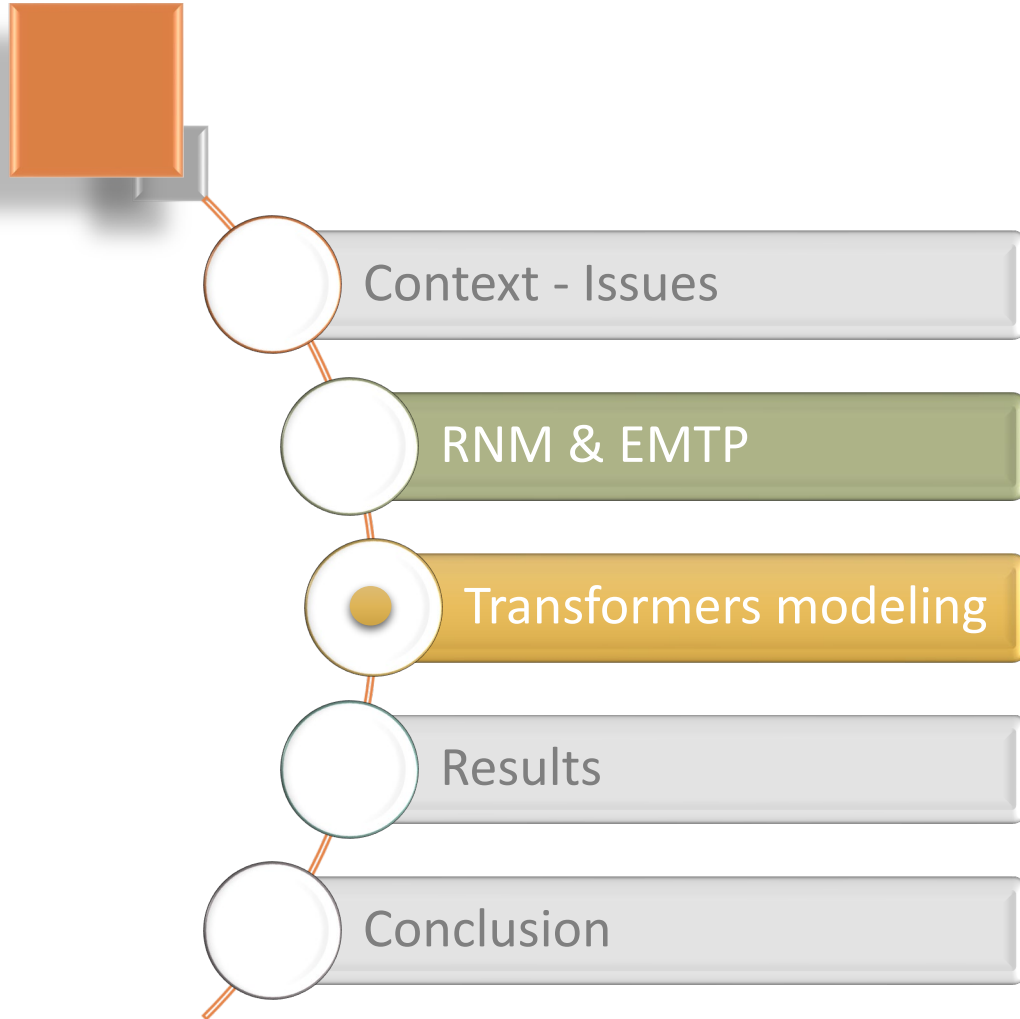 Context - Issues
RNM & EMTP
Transformers modeling
Results
Conclusion